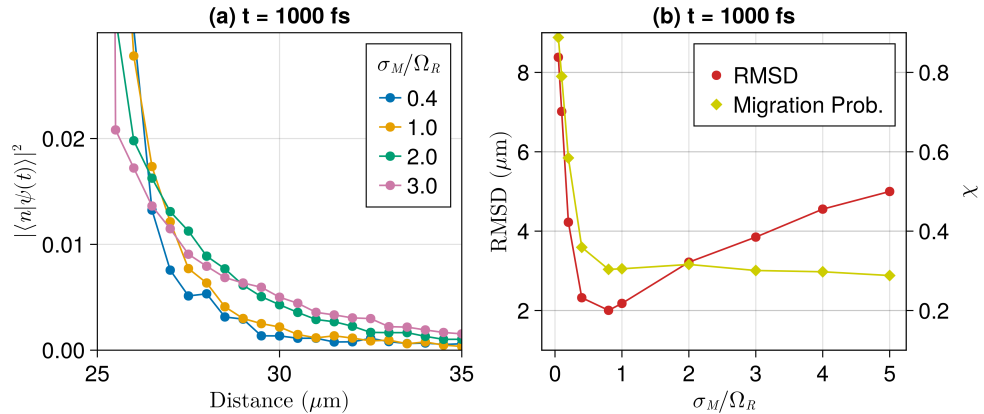 (a) t = 1000 fs
|⟨n|ψ(t)⟩|²
0.02
0.01
0.00
25
30
35
Distance (μm)
σ_M/Ω_R
0.4
1.0
2.0
3.0
(b) t = 1000 fs
RMSD (μm)
8
6
4
2
0
1
2
3
4
5
σ_M/Ω_R
0.8
0.6
0.4
0.2
χ
RMSD
Migration Prob.